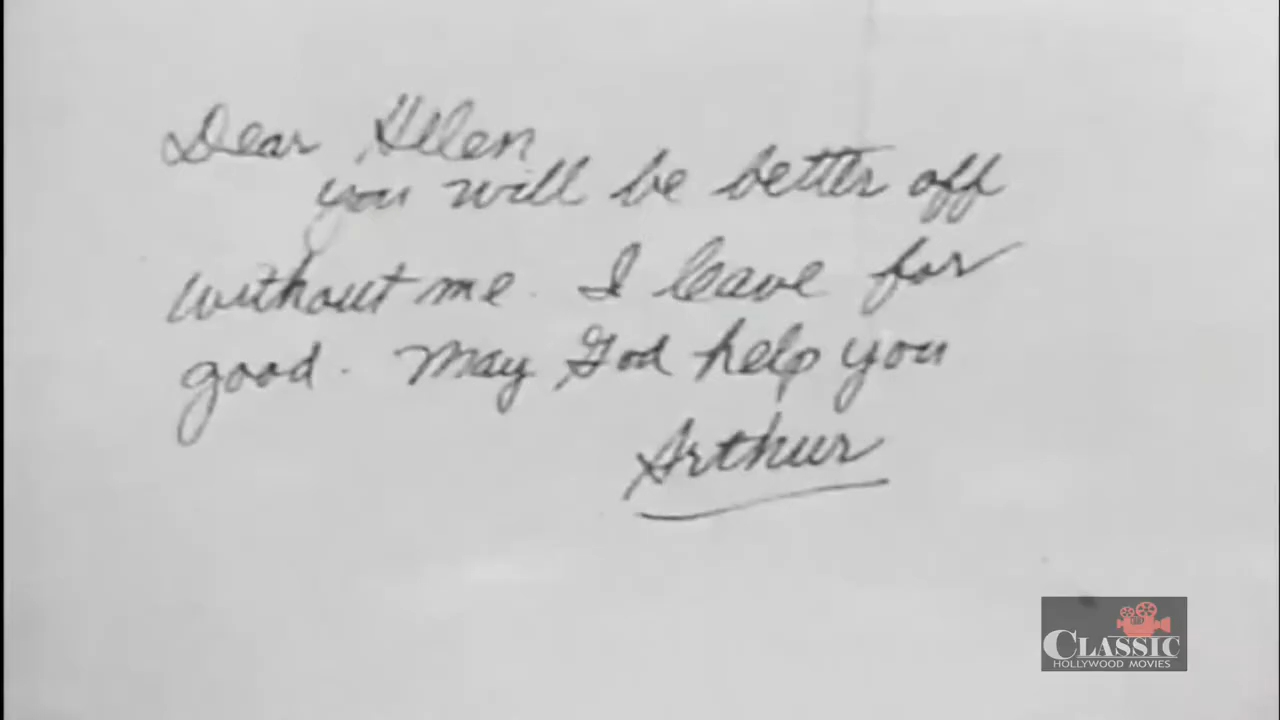 Dear Helen
you will be better off
without me. I leave for
good. May God help you
Arthur
CLASSIC
HOLLYWOOD MOVIES